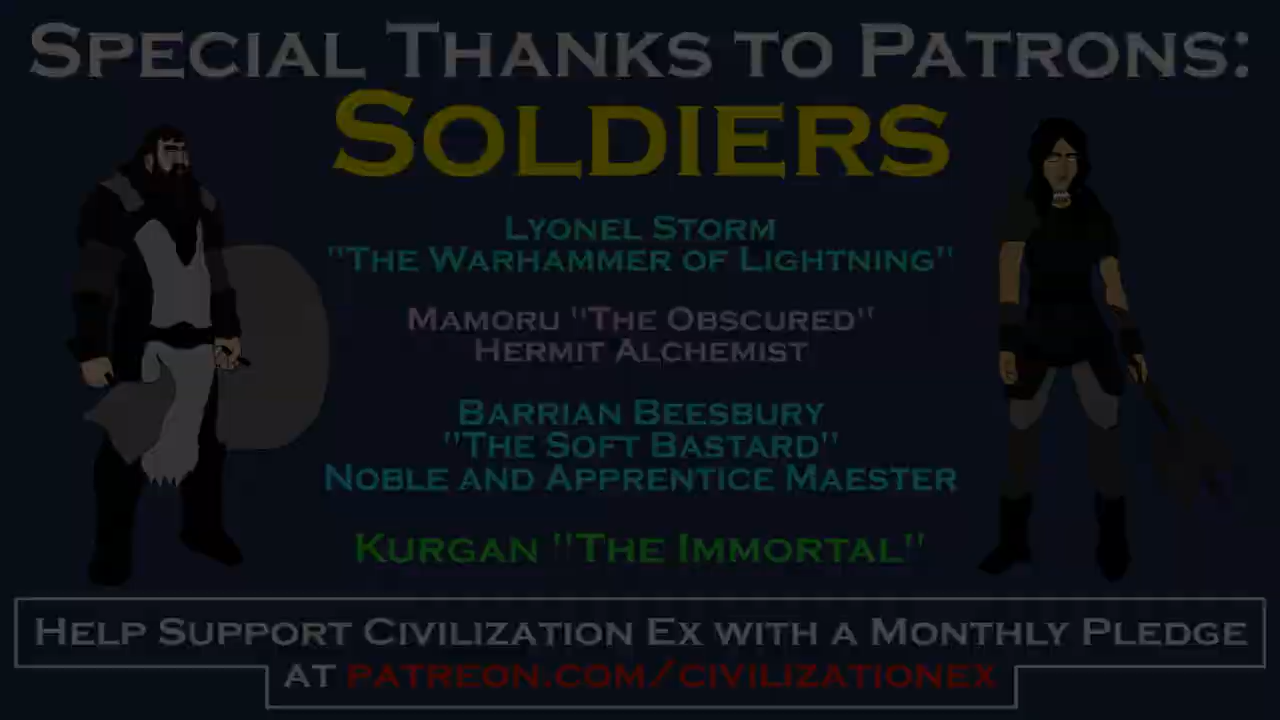 Special Thanks to Patrons:
Soldiers
Lyonel Storm
"The Warhammer of Lightning"
Mamoru "The Obscured"
Hermit Alchemist
Barrian Beesbury
"The Soft Bastard"
Noble and Apprentice Maester
Kurgan "The Immortal"
Help Support Civilization Ex with a Monthly Pledge
at patreon.com/civilizationex